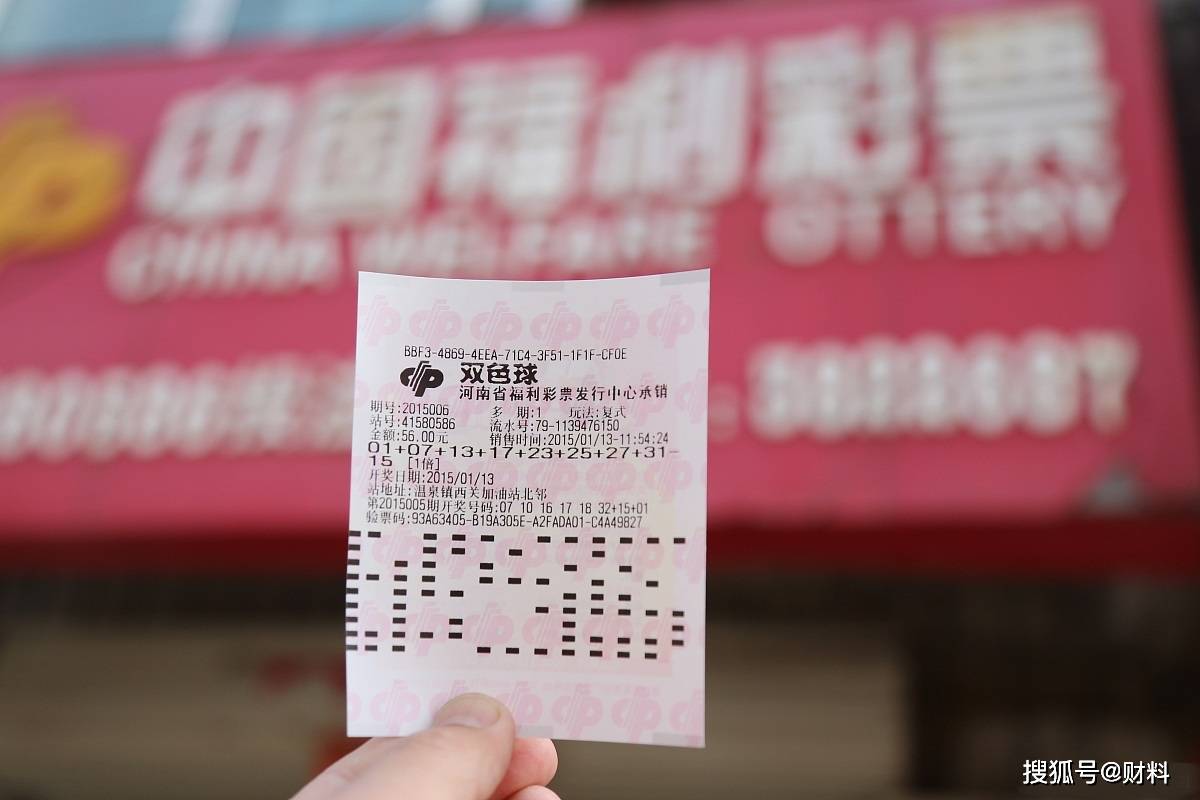 中国福利彩票
CHINA WELFARE LOTTERY
BBF3-4869-4EEA-71C4-3F51-1F1F-CF0E
双色球
河南省福利彩票发行中心承销
期号:2015006 多 期:1 玩法:复式
站号:41580586 流水号:79-1139476150
金额:56.00元 销售时间:2015/01/13-11:54:24
01+07+13+17+23+25+27+31-
15 [1倍]
开奖日期:2015/01/13
站地址:温泉镇西关加油站北邻
第2015005期开奖号码:07 10 16 17 18 32+15+01
验票码:93A63405-B19A305E-A2FADA01-C4A49827
搜狐号@财料